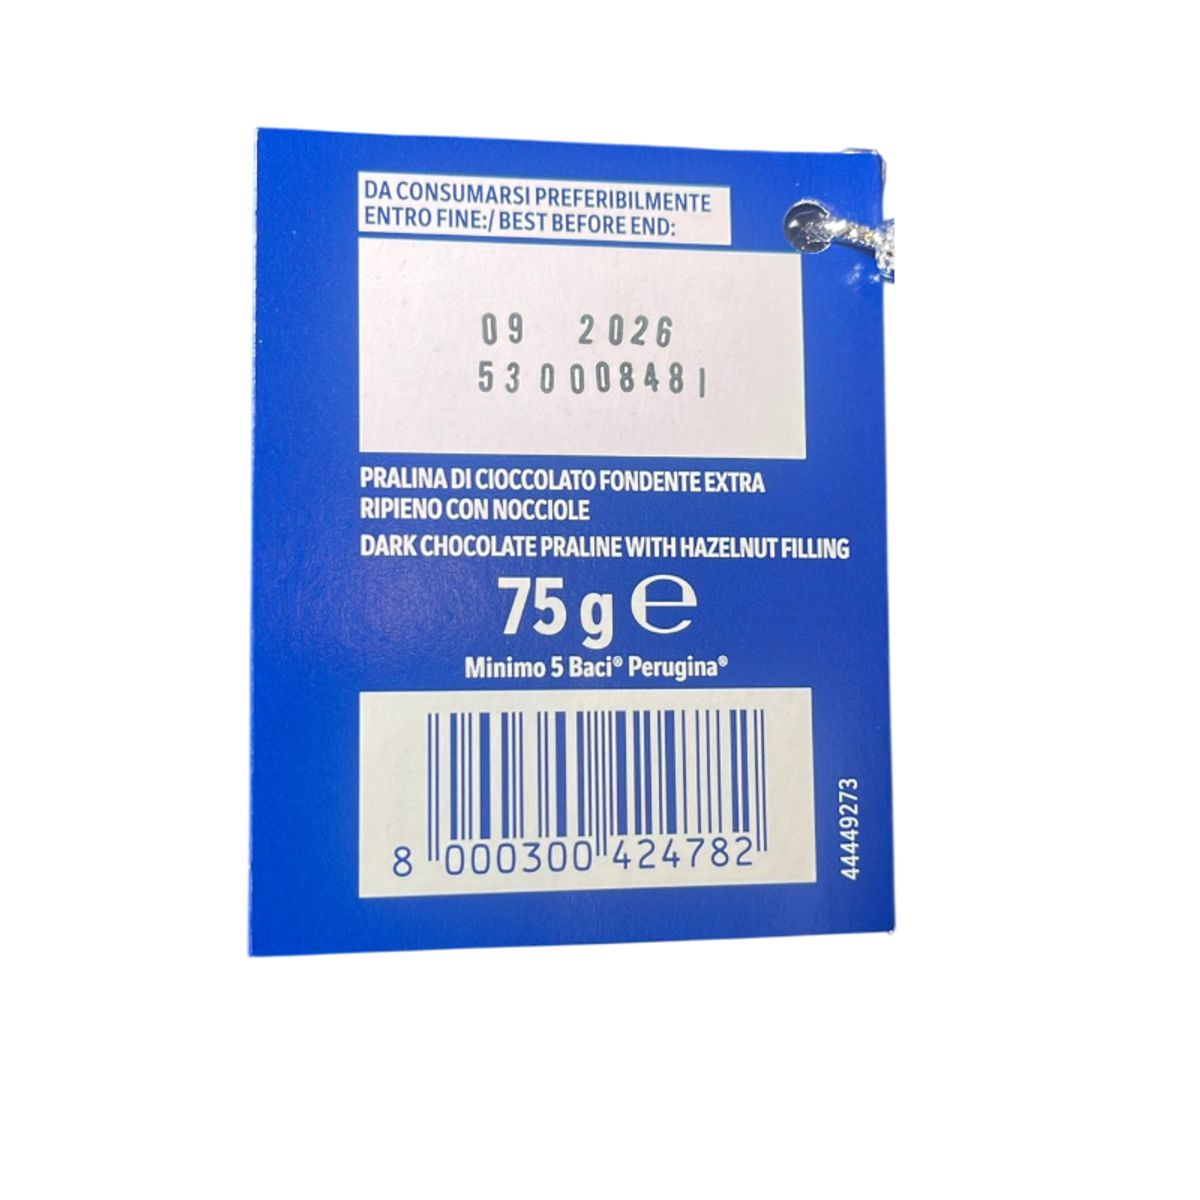 DA CONSUMARSI PREFERIBILMENTE
ENTRO FINE:/ BEST BEFORE END:
09 2026
530000848I
PRALINA DI CIOCCOLATO FONDENTE EXTRA
RIPIENO CON NOCCIOLE
DARK CHOCOLATE PRALINE WITH HAZELNUT FILLING
75 g ℮
Minimo 5 Baci® Perugina®
8 000300 424782
44449273